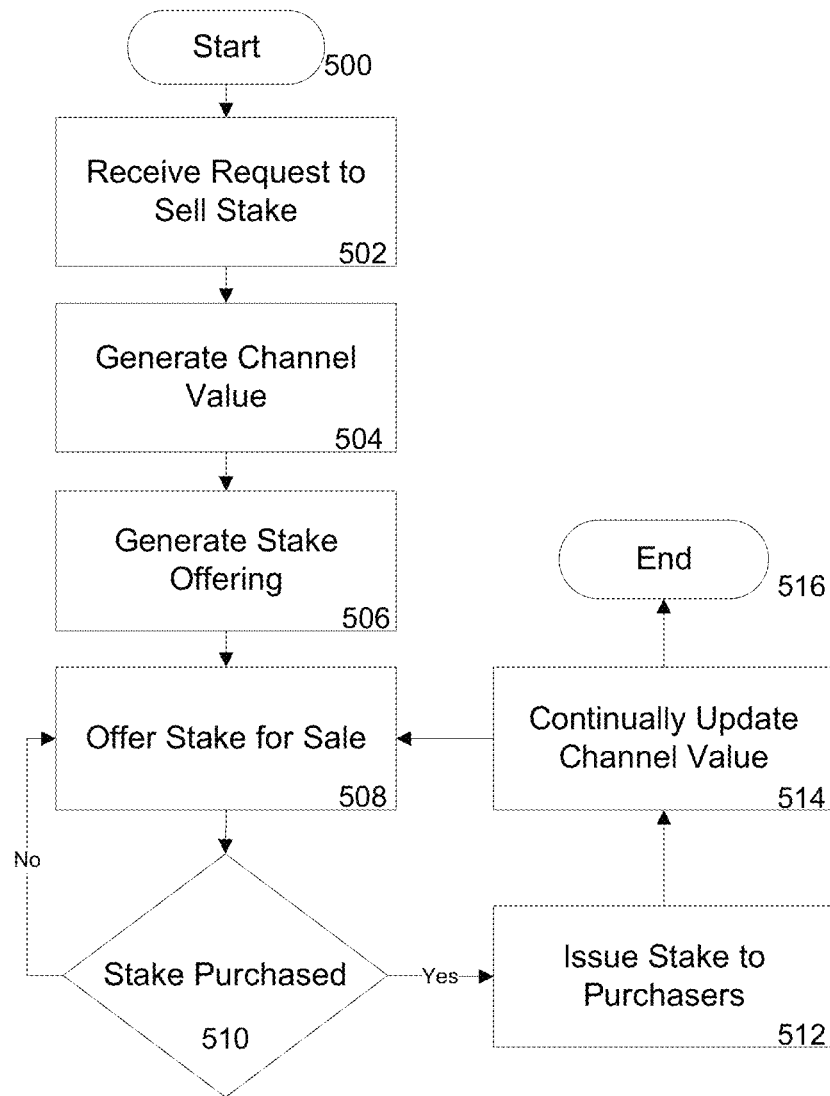 Start
500
Receive Request to
Sell Stake
502
Generate Channel
Value
504
Generate Stake
Offering
506
End
516
Offer Stake for Sale
508
Continually Update
Channel Value
514
No
Stake Purchased
510
Yes
Issue Stake to
Purchasers
512